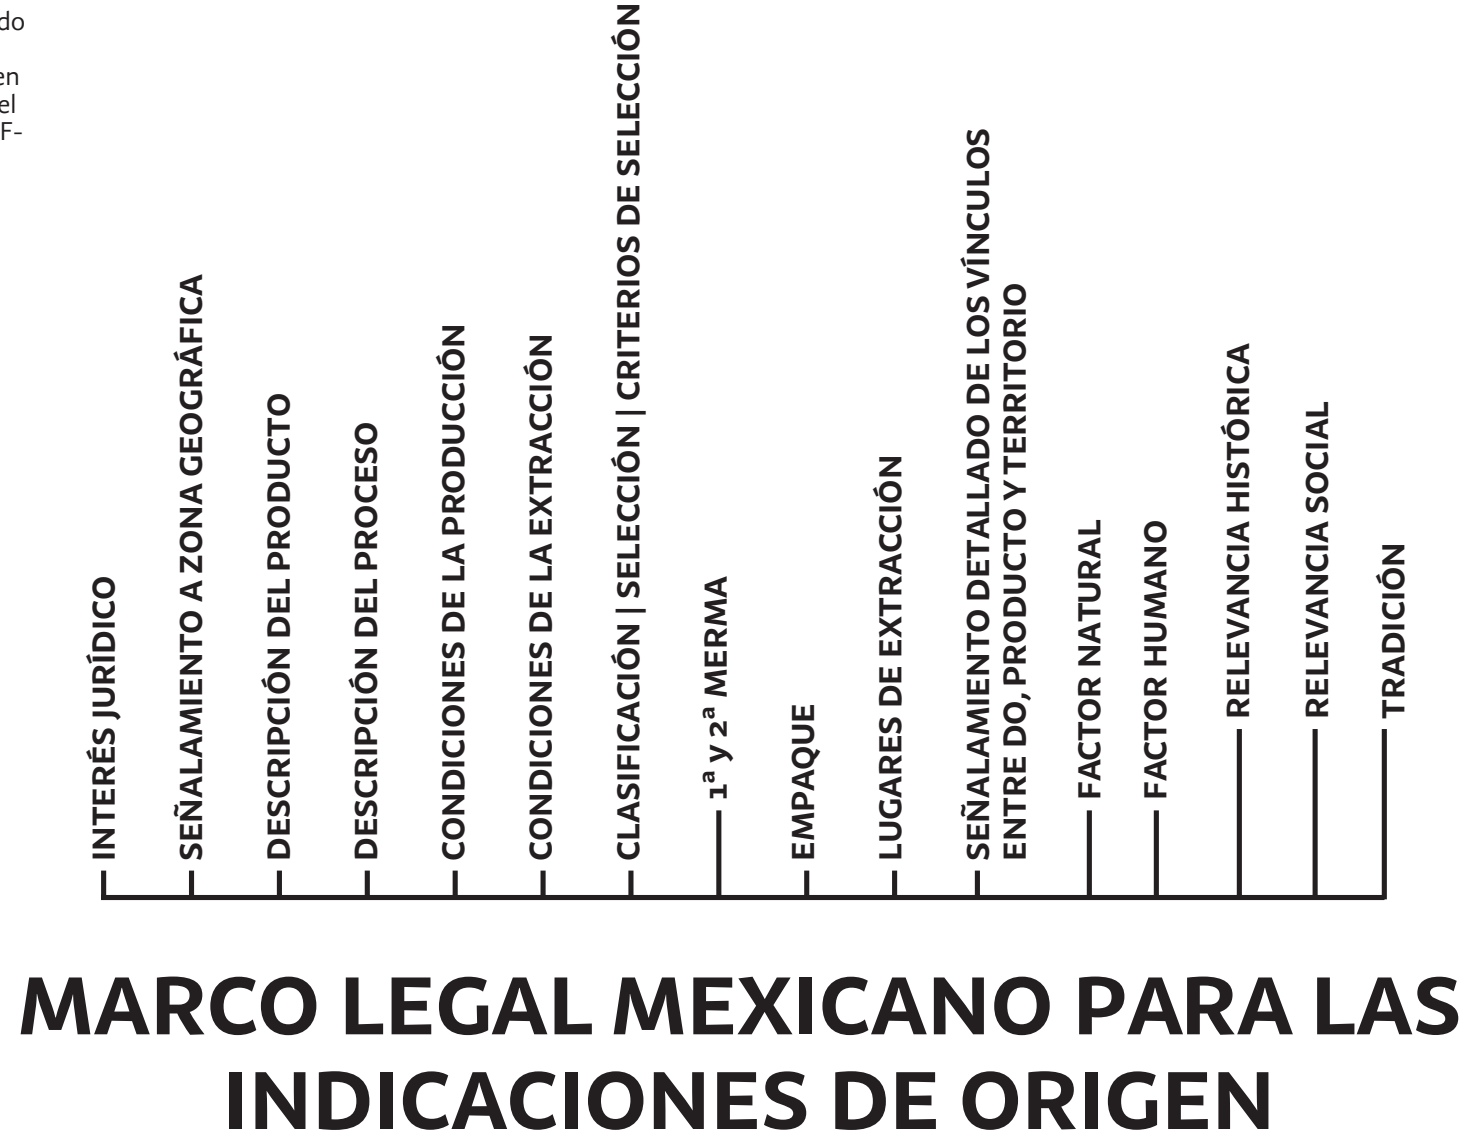 do
en
el
F-
INTERÉS JURÍDICO
SEÑALAMIENTO A ZONA GEOGRÁFICA
DESCRIPCIÓN DEL PRODUCTO
DESCRIPCIÓN DEL PROCESO
CONDICIONES DE LA PRODUCCIÓN
CONDICIONES DE LA EXTRACCIÓN
CLASIFICACIÓN | SELECCIÓN | CRITERIOS DE SELECCIÓN
1ª y 2ª MERMA
EMPAQUE
LUGARES DE EXTRACCIÓN
SEÑALAMIENTO DETALLADO DE LOS VÍNCULOS
ENTRE DO, PRODUCTO Y TERRITORIO
FACTOR NATURAL
FACTOR HUMANO
RELEVANCIA HISTÓRICA
RELEVANCIA SOCIAL
TRADICIÓN
MARCO LEGAL MEXICANO PARA LAS
INDICACIONES DE ORIGEN